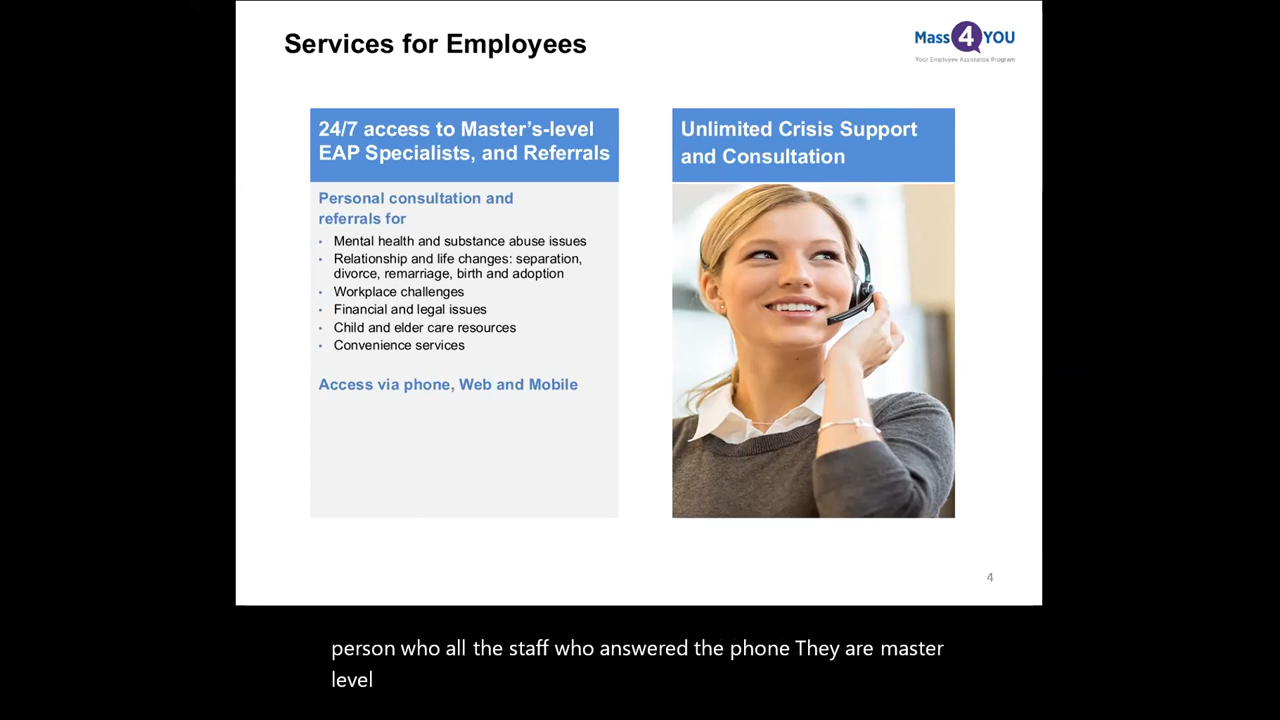 Services for Employees
Mass 4 YOU
Your Employee Assistance Program
24/7 access to Master’s-level
EAP Specialists, and Referrals
Personal consultation and
referrals for
• Mental health and substance abuse issues
• Relationship and life changes: separation,
divorce, remarriage, birth and adoption
• Workplace challenges
• Financial and legal issues
• Child and elder care resources
• Convenience services
Access via phone, Web and Mobile
Unlimited Crisis Support
and Consultation
4
person who all the staff who answered the phone They are master
level